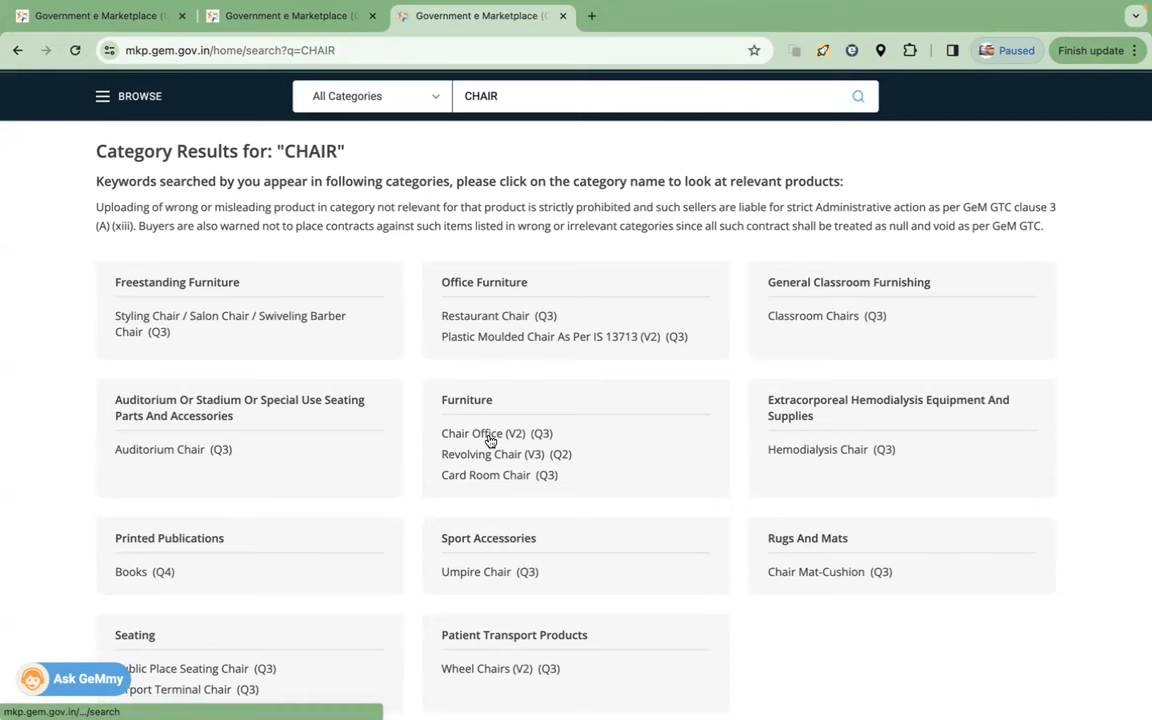 Government e Marketplace (
Government e Marketplace (
Government e Marketplace (
mkp.gem.gov.in/home/search?q=CHAIR
Paused
Finish update
BROWSE
All Categories
CHAIR
Category Results for: "CHAIR"
Keywords searched by you appear in following categories, please click on the category name to look at relevant products:
Uploading of wrong or misleading product in category not relevant for that product is strictly prohibited and such sellers are liable for strict Administrative action as per GeM GTC clause 3
(A) (xiii). Buyers are also warned not to place contracts against such items listed in wrong or irrelevant categories since all such contract shall be treated as null and void as per GeM GTC.
Freestanding Furniture
Styling Chair / Salon Chair / Swiveling Barber
Chair (Q3)
Office Furniture
Restaurant Chair (Q3)
Plastic Moulded Chair As Per IS 13713 (V2) (Q3)
General Classroom Furnishing
Classroom Chairs (Q3)
Auditorium Or Stadium Or Special Use Seating
Parts And Accessories
Auditorium Chair (Q3)
Furniture
Chair Office (V2) (Q3)
Revolving Chair (V3) (Q2)
Card Room Chair (Q3)
Extracorporeal Hemodialysis Equipment And
Supplies
Hemodialysis Chair (Q3)
Printed Publications
Books (Q4)
Sport Accessories
Umpire Chair (Q3)
Rugs And Mats
Chair Mat-Cushion (Q3)
Seating
Place Seating Chair (Q3)
Terminal Chair (Q3)
Patient Transport Products
Wheel Chairs (V2) (Q3)
Ask GeMmy
mkp.gem.gov.in/.../search